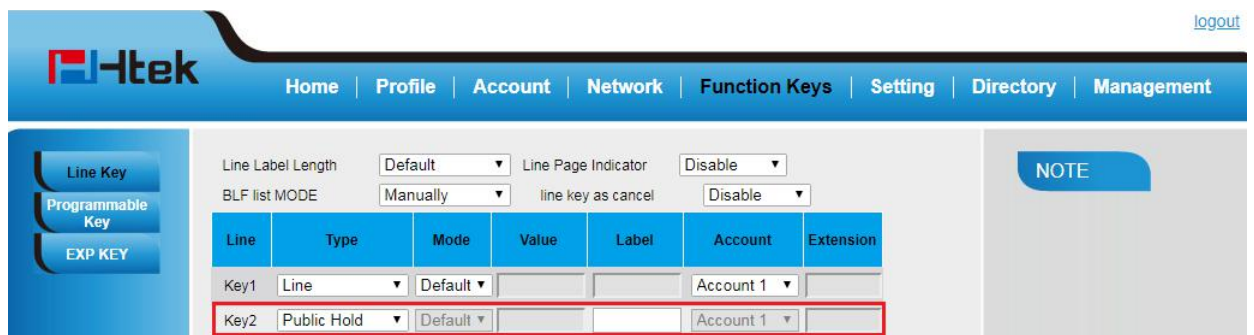 logout
Htek
Home | Profile | Account | Network | Function Keys | Setting | Directory | Management
Line Key
Programmable Key
EXP KEY
Line Label Length Default Line Page Indicator Disable
BLF list MODE Manually line key as cancel Disable
Line Type Mode Value Label Account Extension
Key1 Line Default Account 1
Key2 Public Hold Default Account 1
NOTE